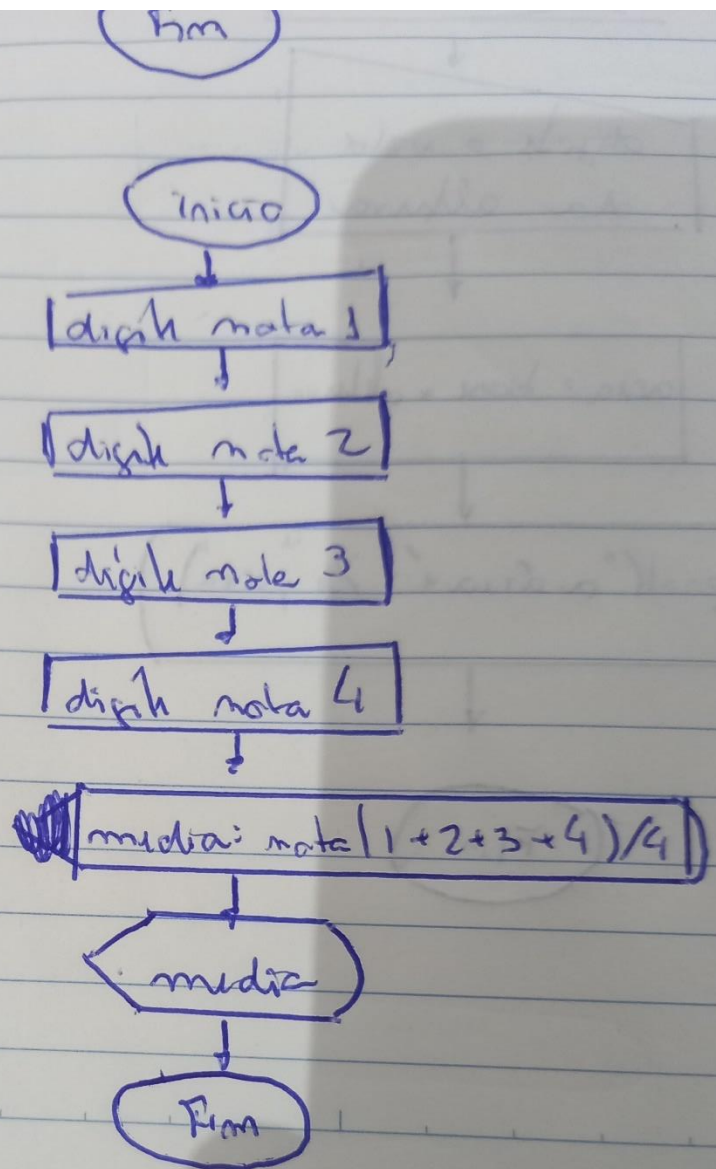 Fim
inicio
digite nota 1
digite nota 2
digite nota 3
digite nota 4
media: nota (1+2+3+4)/4
media
Fim